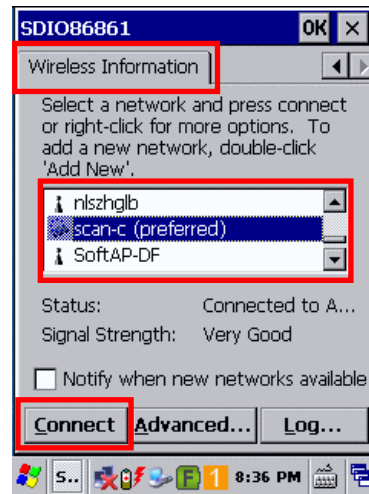 SDIO86861 OK ×
Wireless Information
Select a network and press connect
or right-click for more options. To
add a new network, double-click
'Add New'.
nlszhglb
scan-c (preferred)
SoftAP-DF
Status: Connected to A...
Signal Strength: Very Good
Notify when new networks available
Connect Advanced... Log...
S.. F 1 8:36 PM